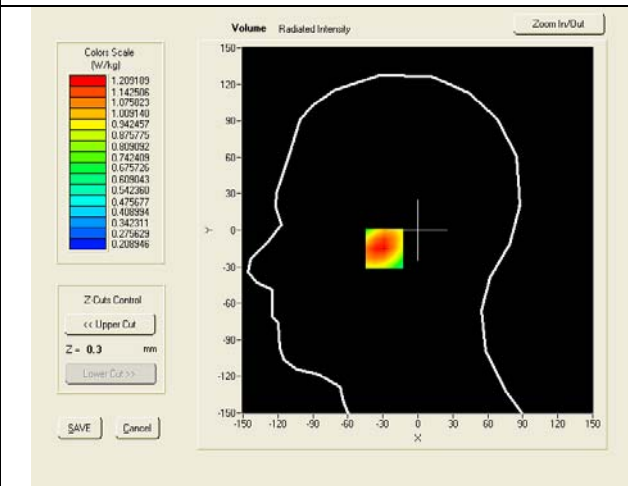 Volume Radiated Intensity
Zoom In/Out
Colors Scale
(W/kg)
1.209189
1.142506
1.075823
1.009140
0.942457
0.875775
0.809092
0.742409
0.675726
0.609043
0.542360
0.475677
0.408994
0.342311
0.275629
0.208946
Z-Cuts Control
<< Upper Cut
Z = 0.3 mm
Lower Cut >>
SAVE Cancel
150
120
90
60
30
0
-30
-60
-90
-120
-150
Y
-150 -120 -90 -60 -30 0 30 60 90 120 150
X